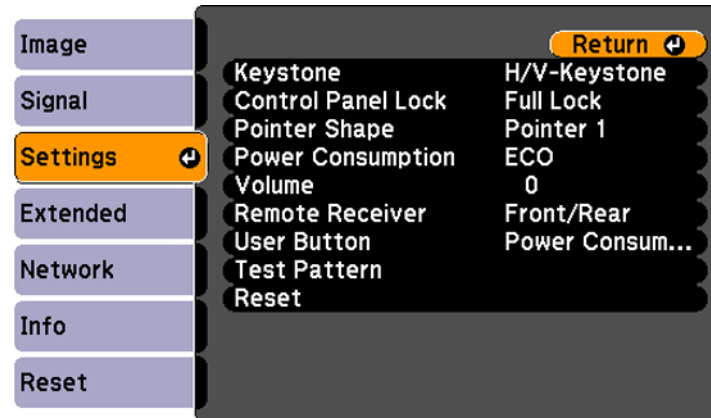 Image
Signal
Settings
Extended
Network
Info
Reset
Return
Keystone H/V-Keystone
Control Panel Lock Full Lock
Pointer Shape Pointer 1
Power Consumption ECO
Volume 0
Remote Receiver Front/Rear
User Button Power Consum...
Test Pattern
Reset